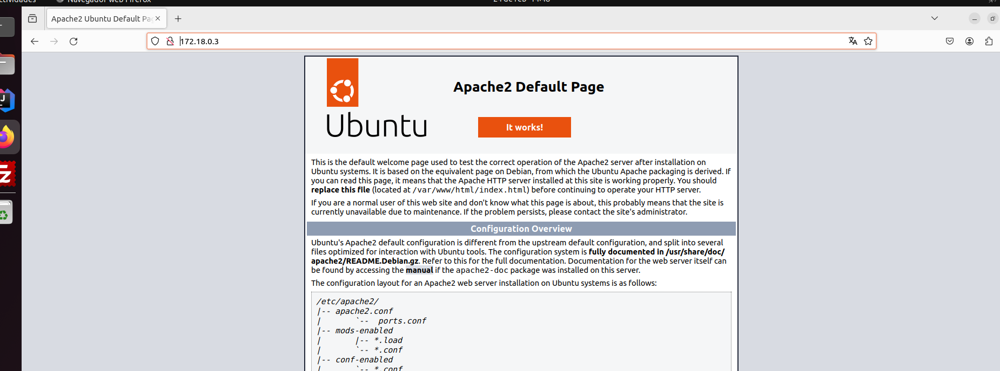 Actividades
Navegador web Firefox
24 de feb 14:48
Apache2 Ubuntu Default Pa
172.18.0.3
Apache2 Default Page
Ubuntu
It works!
This is the default welcome page used to test the correct operation of the Apache2 server after installation on
Ubuntu systems. It is based on the equivalent page on Debian, from which the Ubuntu Apache packaging is derived. If
you can read this page, it means that the Apache HTTP server installed at this site is working properly. You should
replace this file (located at /var/www/html/index.html) before continuing to operate your HTTP server.
If you are a normal user of this web site and don't know what this page is about, this probably means that the site is
currently unavailable due to maintenance. If the problem persists, please contact the site's administrator.
Configuration Overview
Ubuntu's Apache2 default configuration is different from the upstream default configuration, and split into several
files optimized for interaction with Ubuntu tools. The configuration system is fully documented in /usr/share/doc/
apache2/README.Debian.gz. Refer to this for the full documentation. Documentation for the web server itself can
be found by accessing the manual if the apache2-doc package was installed on this server.
The configuration layout for an Apache2 web server installation on Ubuntu systems is as follows:
/etc/apache2/
|-- apache2.conf
|       `--  ports.conf
|-- mods-enabled
|       |-- *.load
|       `-- *.conf
|-- conf-enabled
|       `-- *.conf